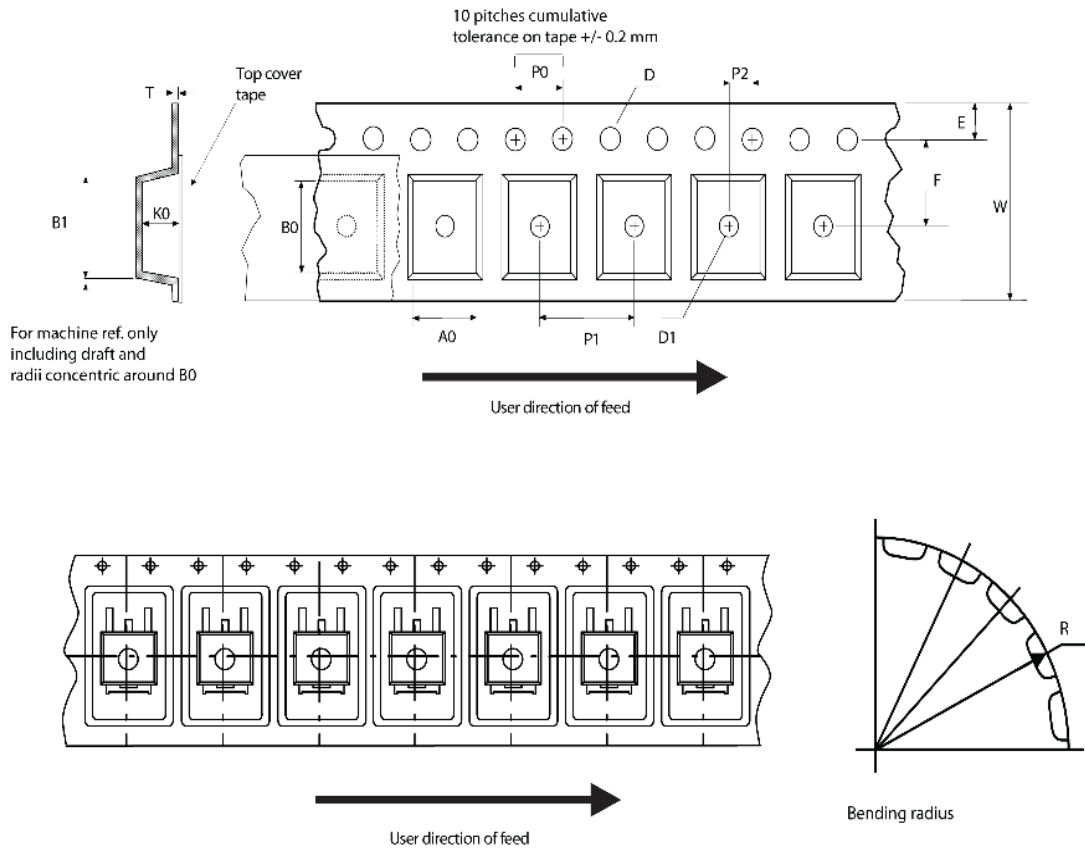 10 pitches cumulative
tolerance on tape +/- 0.2 mm
P0
D
P2
T
Top cover
tape
E
F
W
B1
K0
B0
For machine ref. only
including draft and
radii concentric around B0
A0
P1
D1
User direction of feed
R
Bending radius
User direction of feed